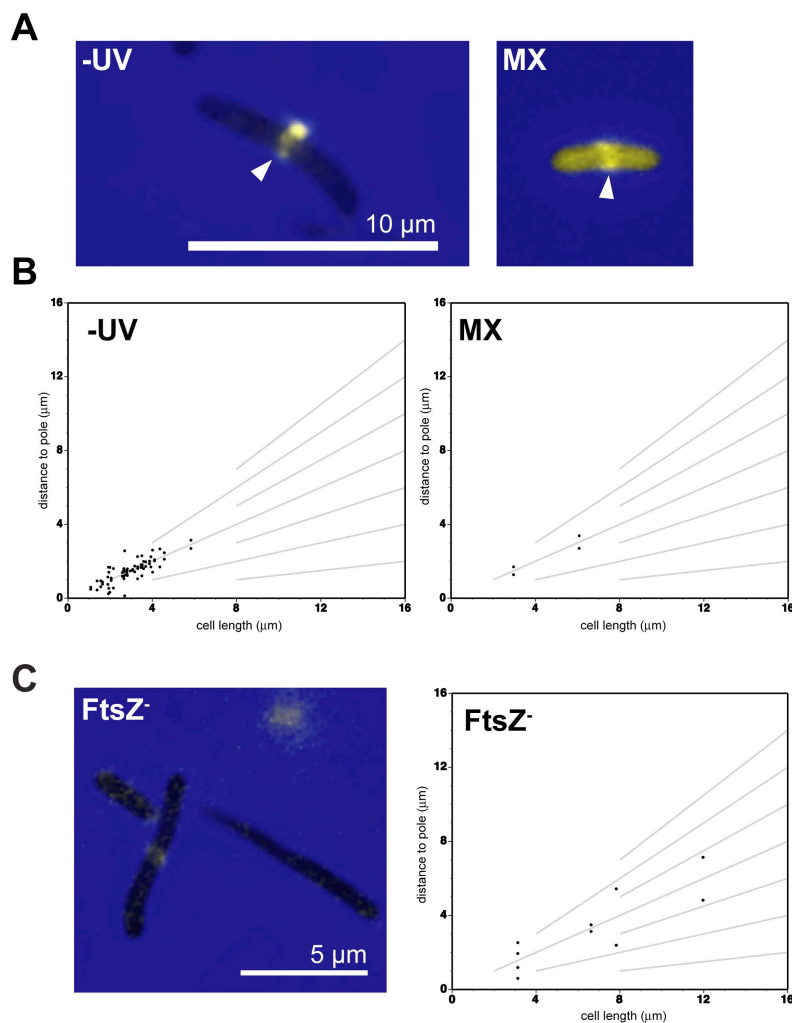 A
-UV
MX
10 μm
B
16
12
8
4
0
distance to pole (μm)
-UV
0
4
8
12
16
cell length (μm)
16
12
8
4
0
distance to pole (μm)
MX
0
4
8
12
16
cell length (μm)
C
FtsZ-
5 μm
16
12
8
4
0
distance to pole (μm)
FtsZ-
0
4
8
12
16
cell length (μm)